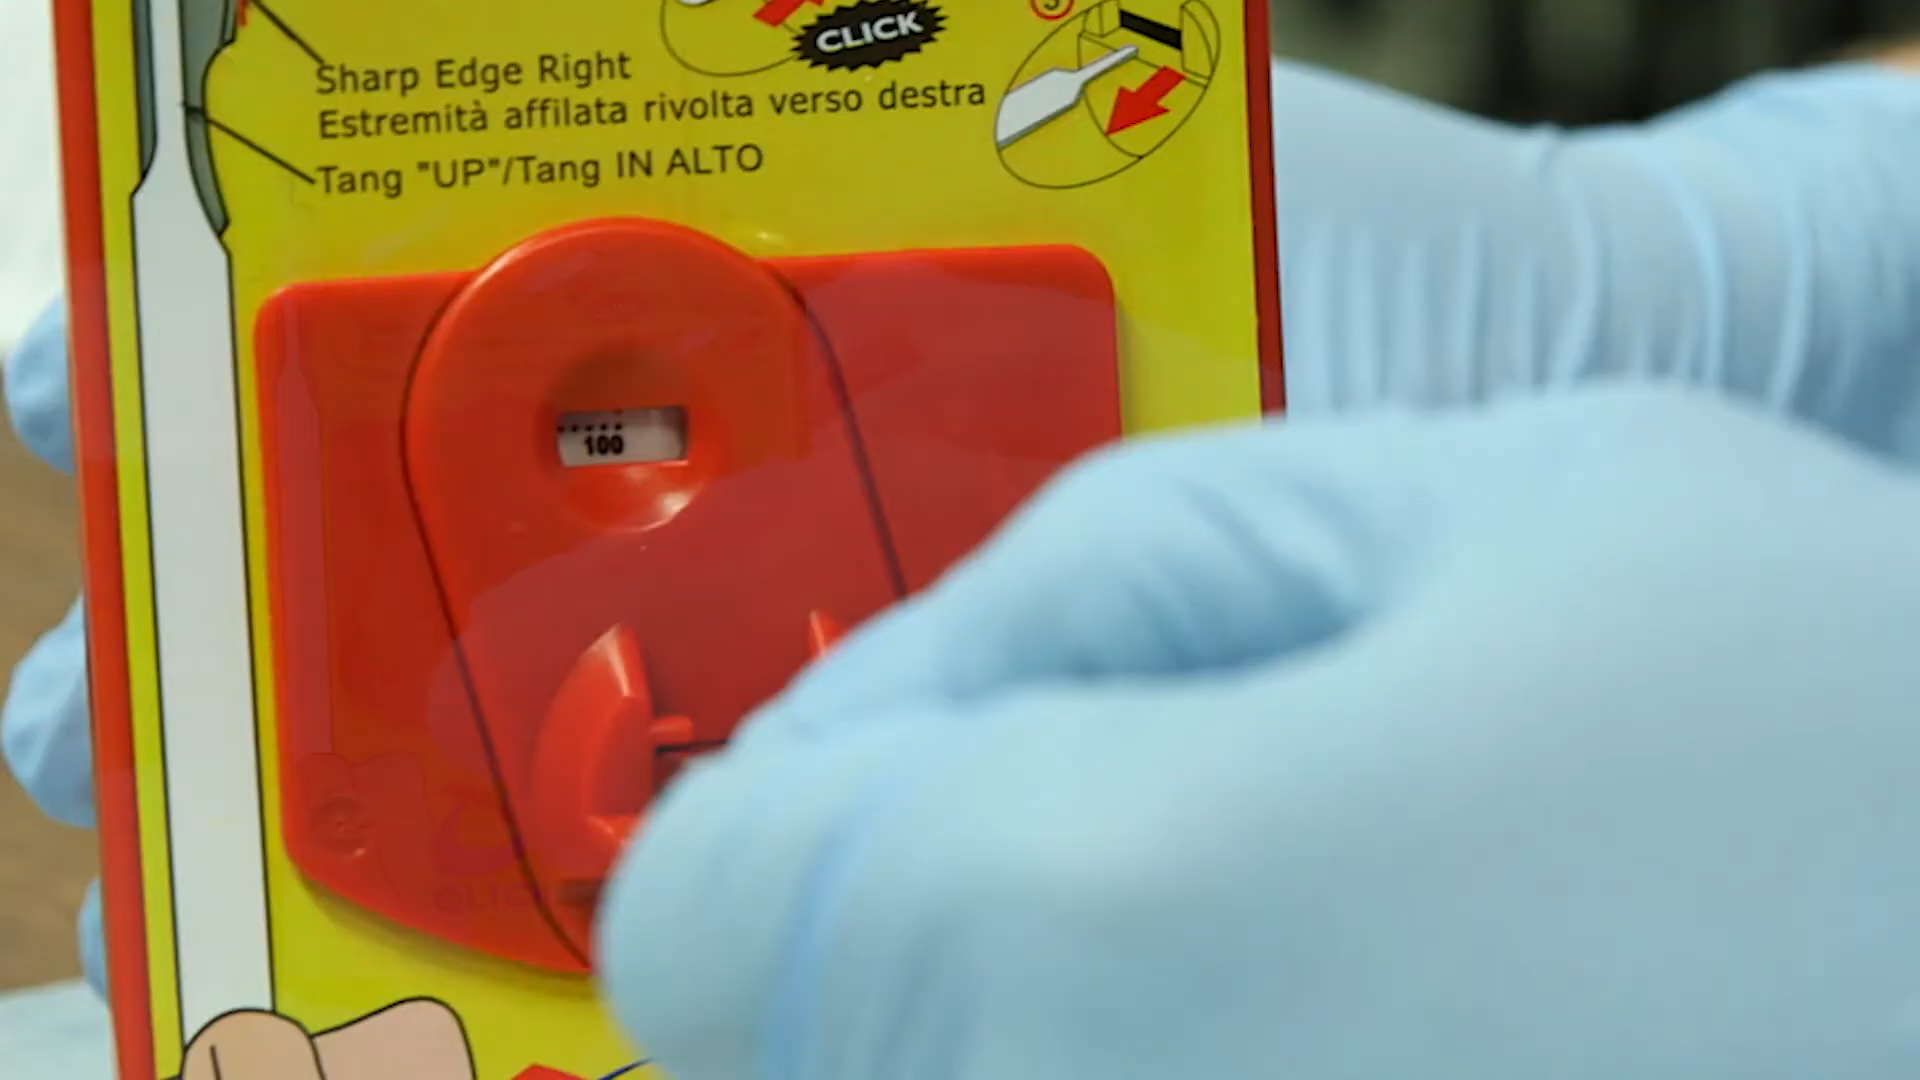 CLICK
Sharp Edge Right
Estremità affilata rivolta verso destra
Tang "UP"/Tang IN ALTO
100